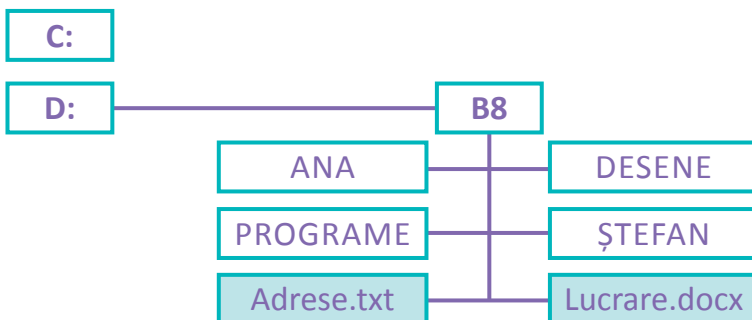 C:
D: B8
ANA DESENE
PROGRAME ȘTEFAN
Adrese.txt Lucrare.docx